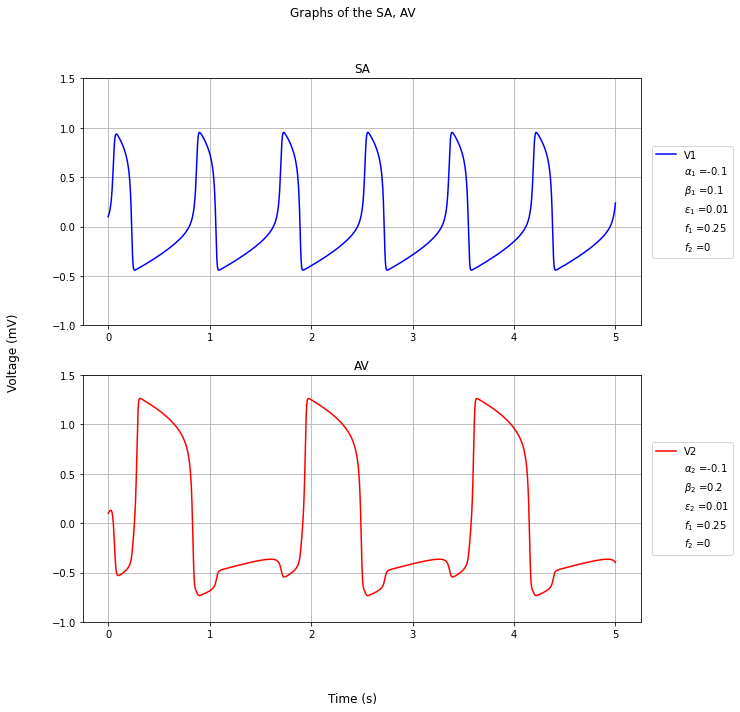 Graphs of the SA, AV
SA
1.5
1.0
0.5
0.0
−0.5
−1.0
0 1 2 3 4 5
V1
α₁ =-0.1
β₁ =0.1
ε₁ =0.01
f₁ =0.25
f₂ =0
Voltage (mV)
AV
1.5
1.0
0.5
0.0
−0.5
−1.0
0 1 2 3 4 5
V2
α₂ =-0.1
β₂ =0.2
ε₂ =0.01
f₁ =0.25
f₂ =0
Time (s)